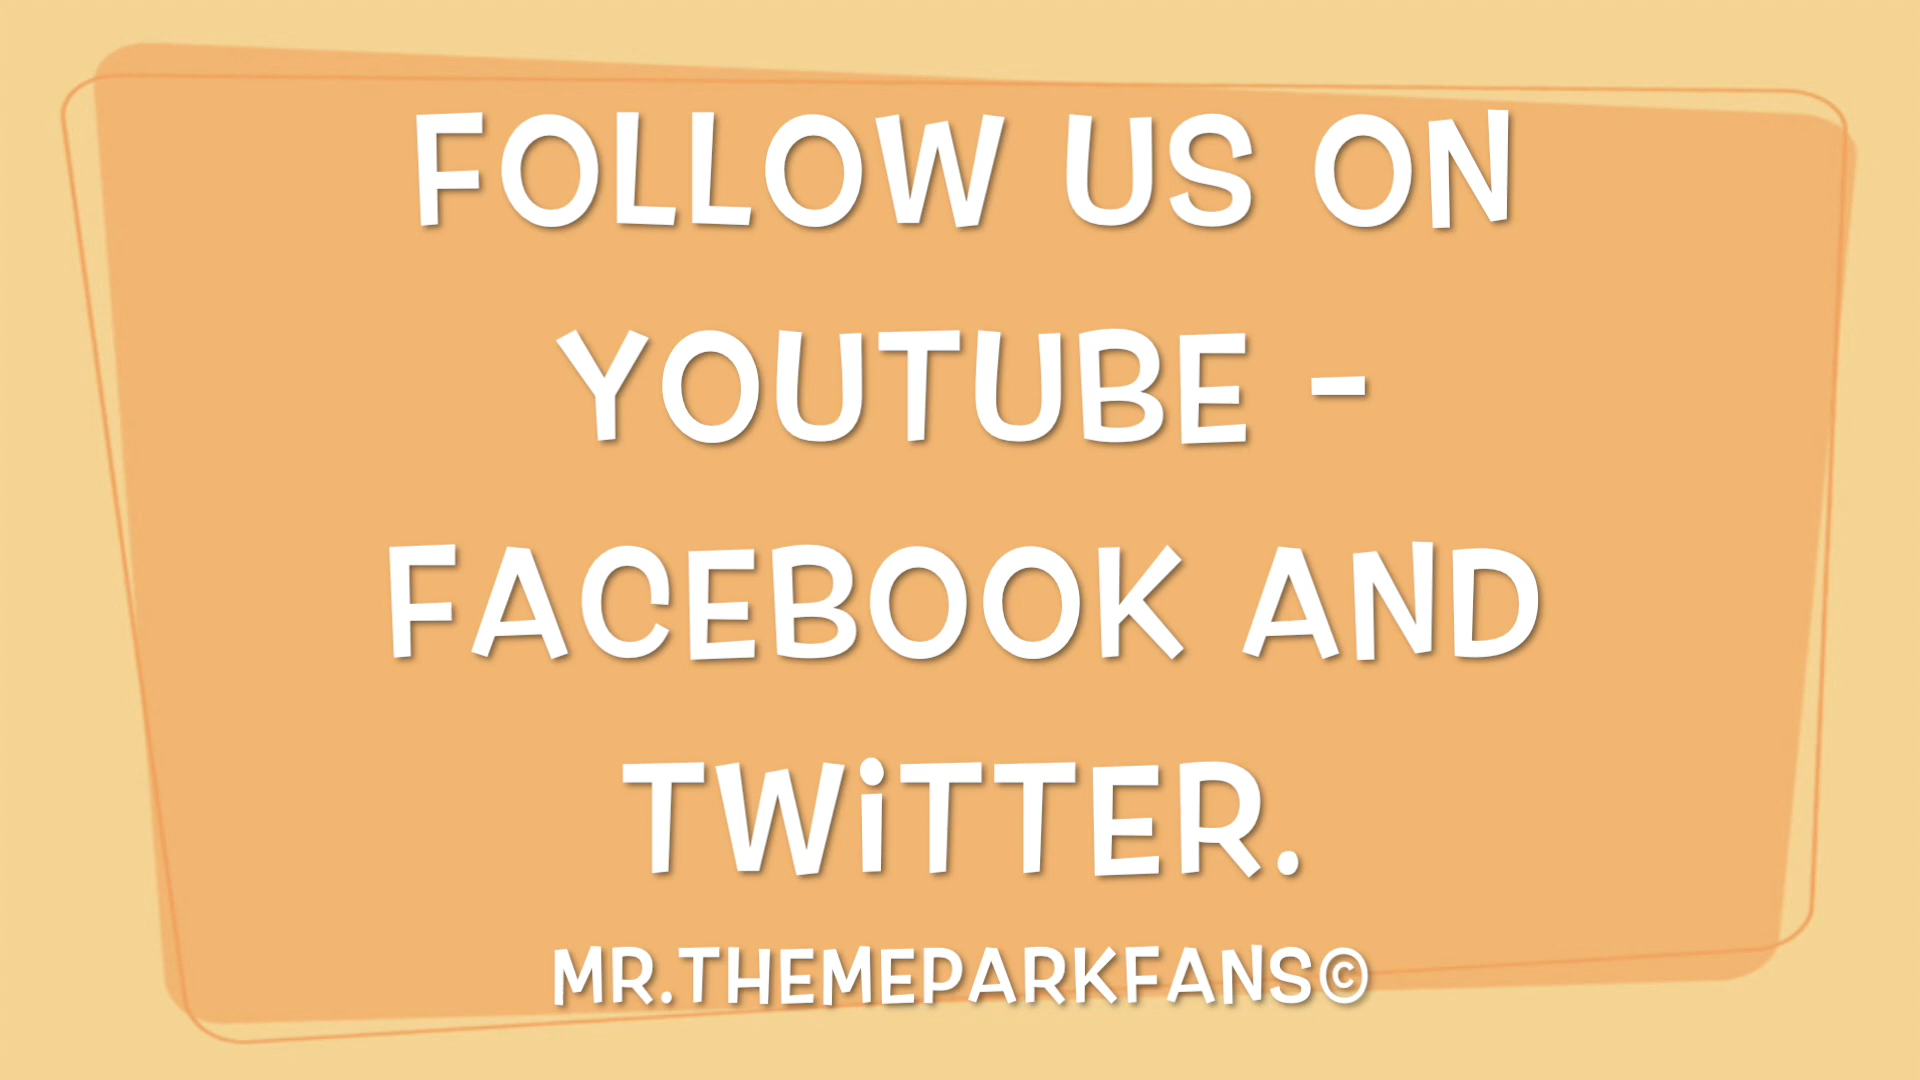 FOLLOW US ON
YOUTUBE -
FACEBOOK AND
TWiTTER.
MR.THEMEPARKFANS©